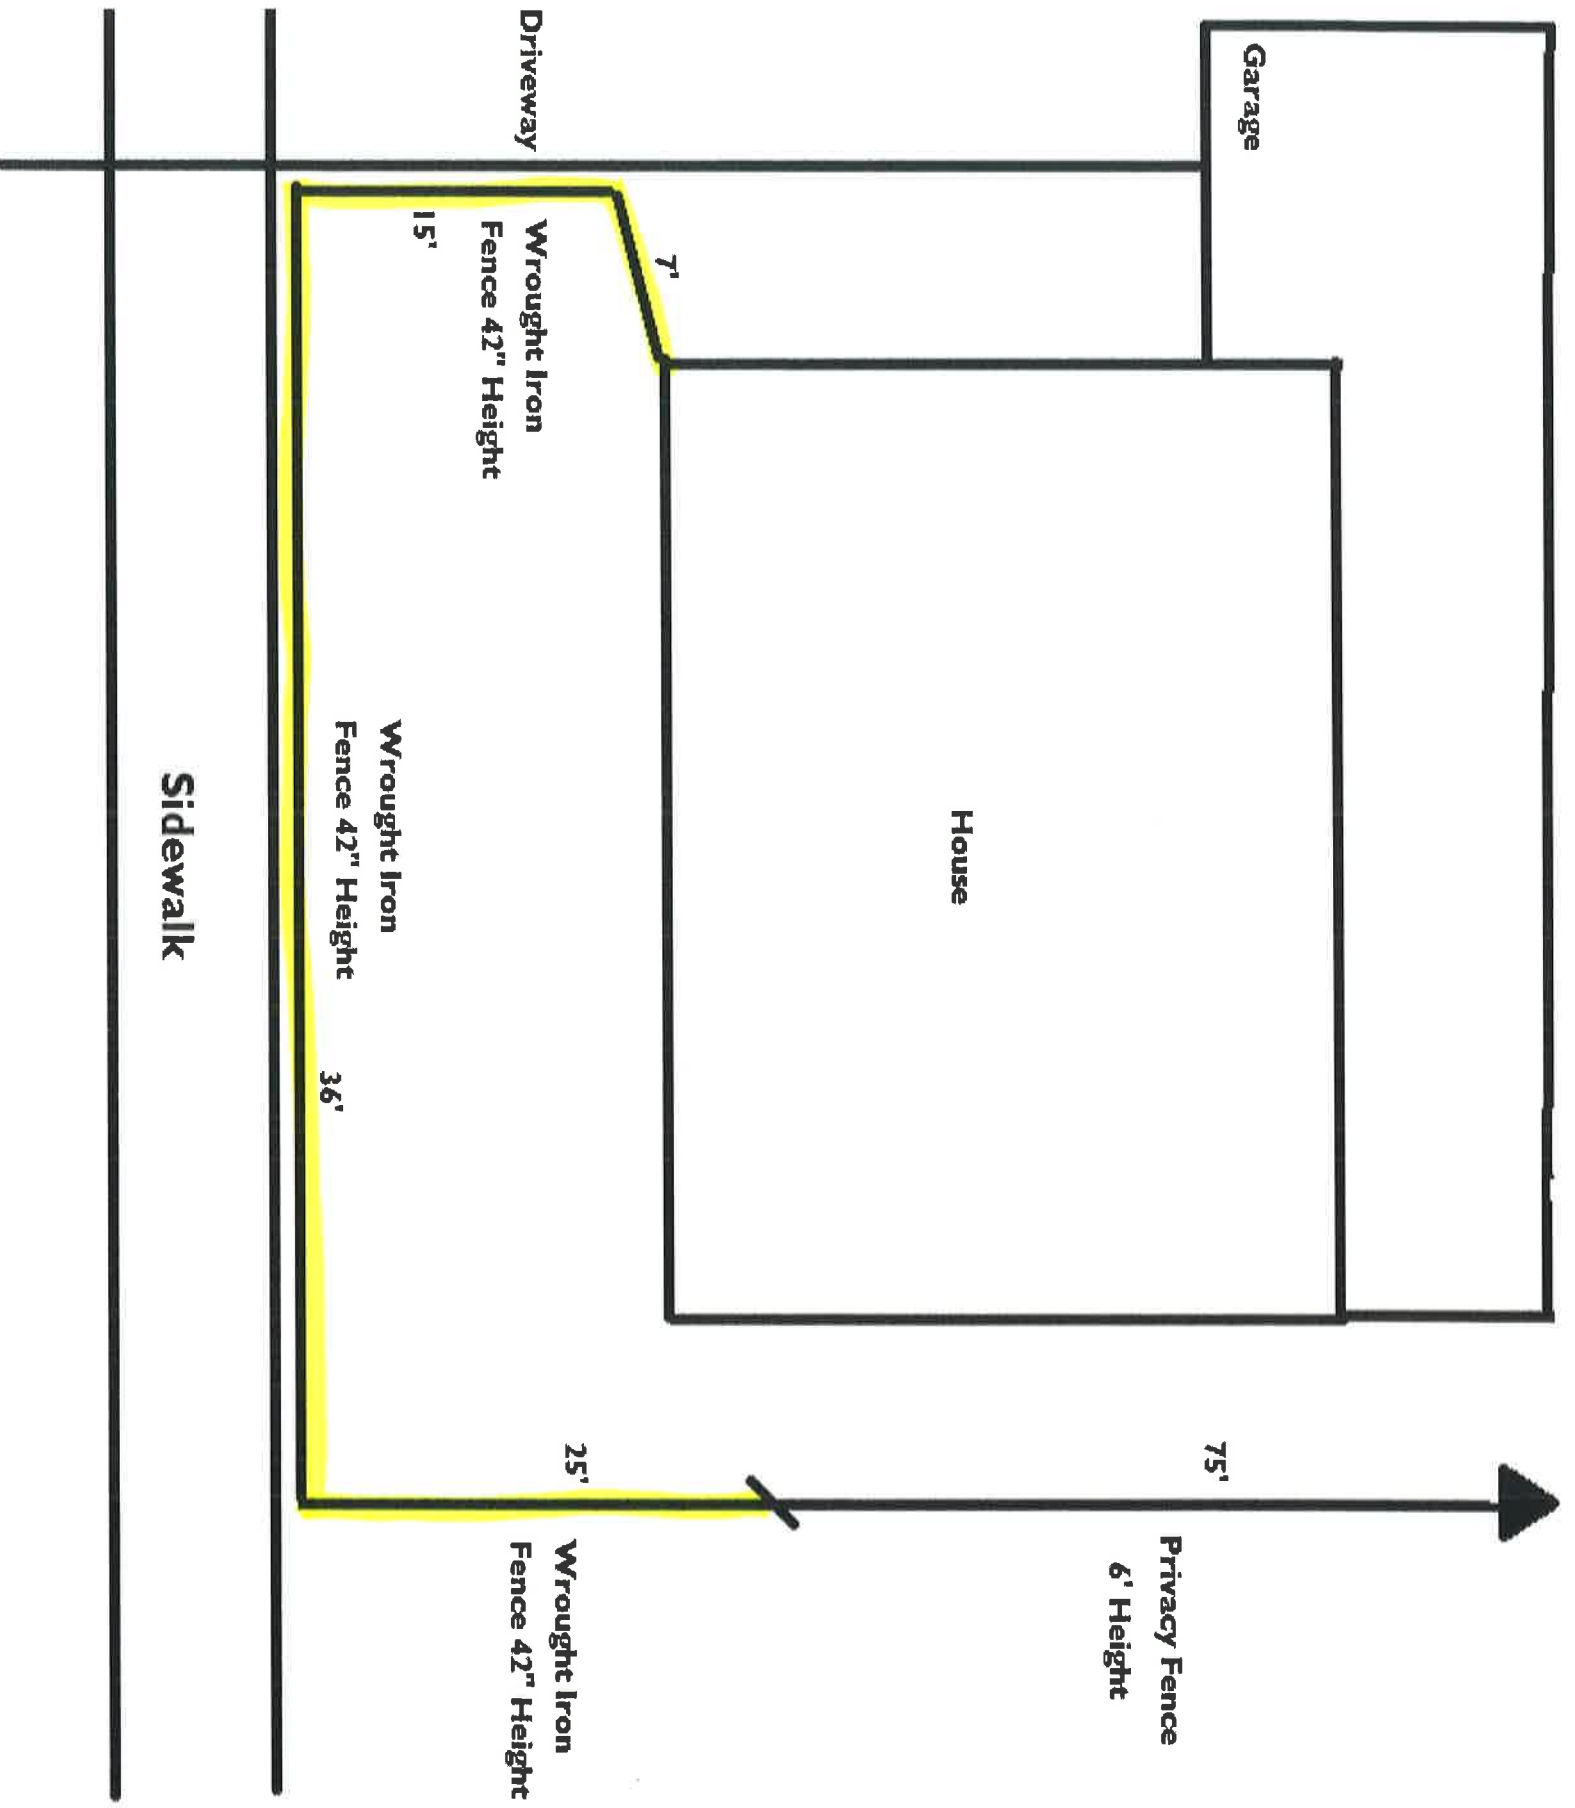 Garage
Driveway
7'
Wrought Iron
Fence 42" Height
15'
House
Wrought Iron
Fence 42" Height
36'
Sidewalk
75'
Privacy Fence
6' Height
25'
Wrought Iron
Fence 42" Height